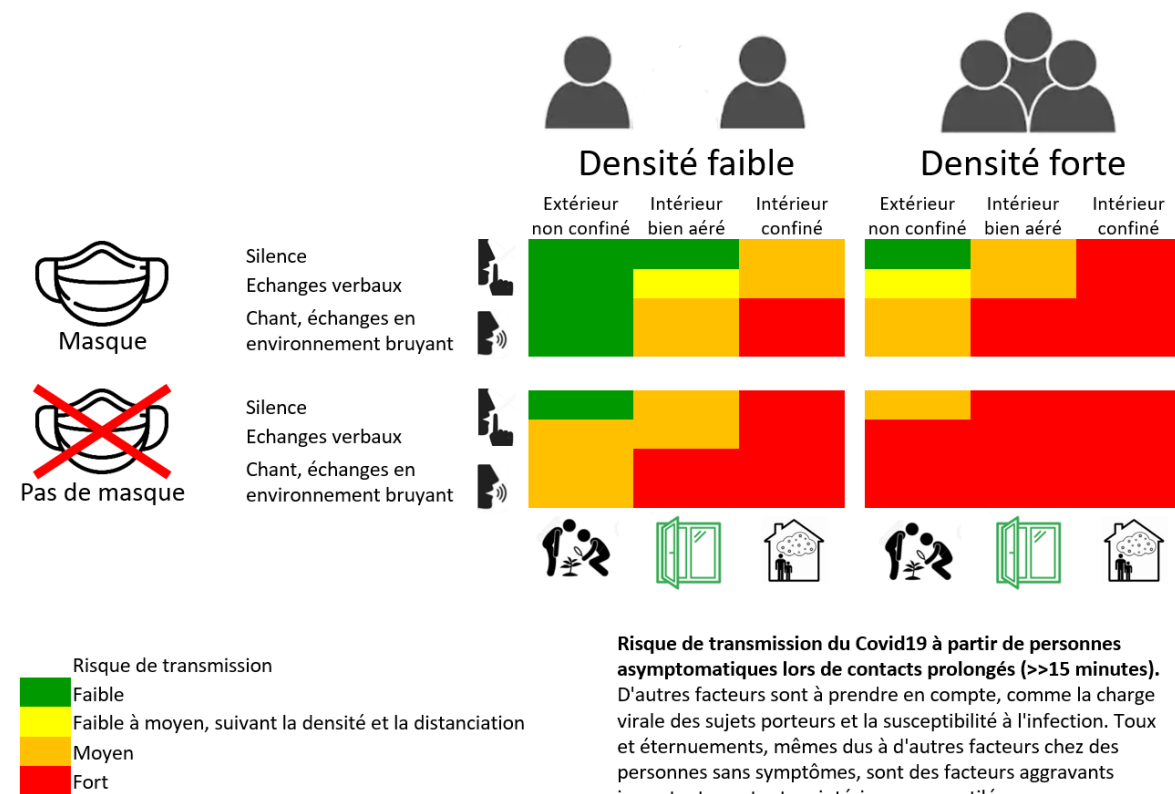 Densité faible
Densité forte
Extérieur non confiné
Intérieur bien aéré
Intérieur confiné
Extérieur non confiné
Intérieur bien aéré
Intérieur confiné
Masque
Silence
Echanges verbaux
Chant, échanges en
environnement bruyant
Pas de masque
Silence
Echanges verbaux
Chant, échanges en
environnement bruyant
Risque de transmission
Faible
Faible à moyen, suivant la densité et la distanciation
Moyen
Fort
Risque de transmission du Covid19 à partir de personnes
asymptomatiques lors de contacts prolongés (>>15 minutes).
D'autres facteurs sont à prendre en compte, comme la charge
virale des sujets porteurs et la susceptibilité à l'infection. Toux
et éternuements, mêmes dus à d'autres facteurs chez des
personnes sans symptômes, sont des facteurs aggravants